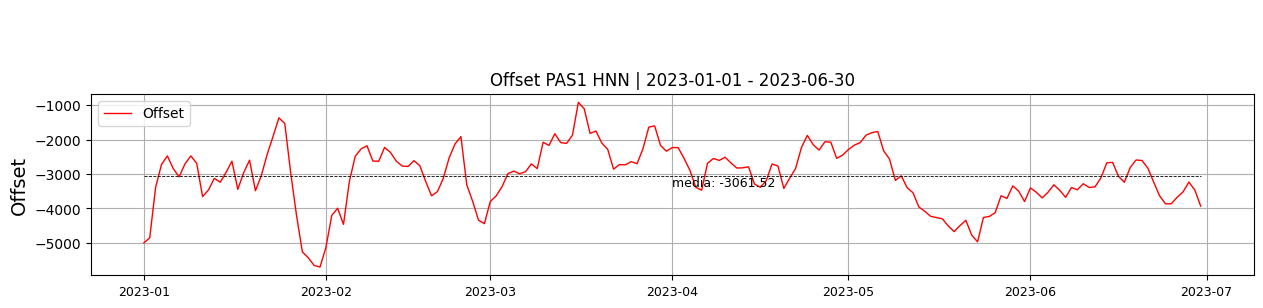 Offset PAS1 HNN | 2023-01-01 - 2023-06-30
Offset
Offset
−1000
−2000
−3000
−4000
−5000
media: -3061.52
2023-01 2023-02 2023-03 2023-04 2023-05 2023-06 2023-07